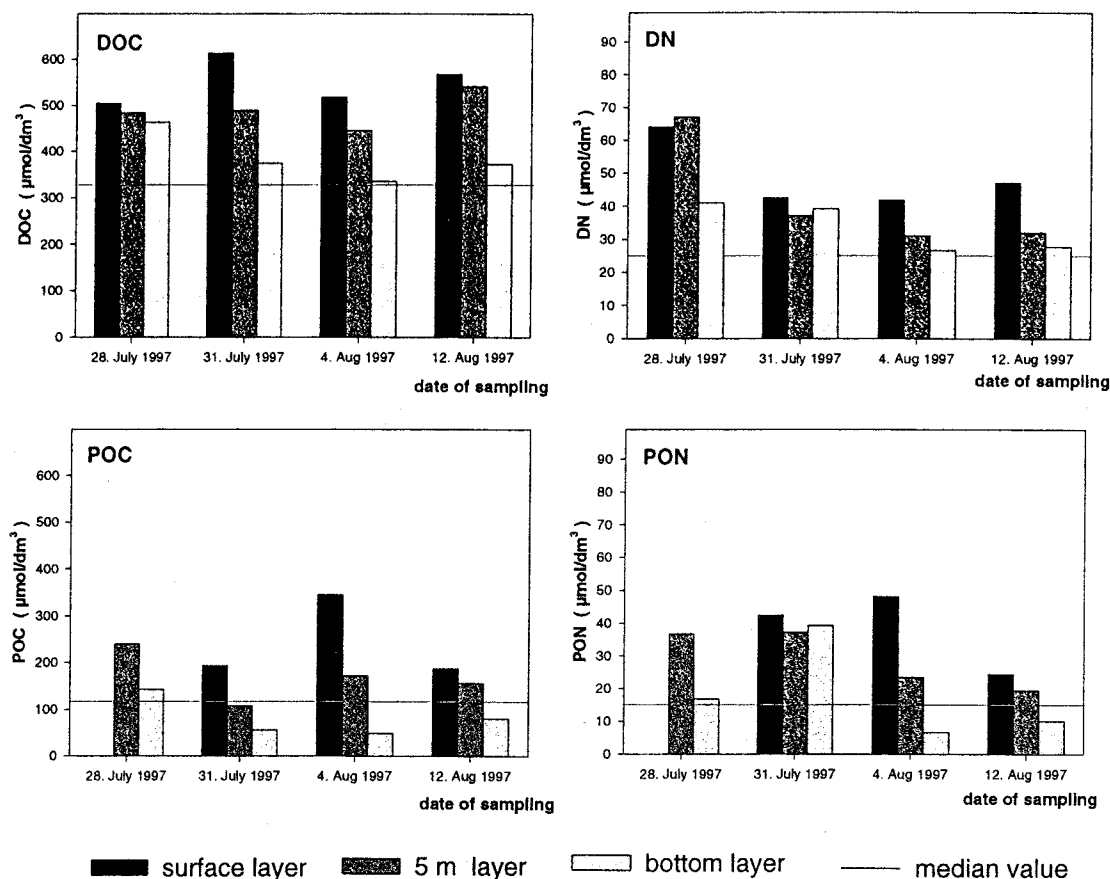 DOC
600
500
400
300
200
100
0
DOC ( µmol/dm³ )
28. July 1997 31. July 1997 4. Aug 1997 12. Aug 1997
date of sampling
DN
90
80
70
60
50
40
30
20
10
0
DN ( µmol/dm³ )
28. July 1997 31. July 1997 4. Aug 1997 12. Aug 1997
date of sampling
POC
600
500
400
300
200
100
0
POC ( µmol/dm³ )
28. July 1997 31. July 1997 4. Aug 1997 12. Aug 1997
date of sampling
PON
90
80
70
60
50
40
30
20
10
0
PON ( µmol/dm³ )
28. July 1997 31. July 1997 4. Aug 1997 12. Aug 1997
date of sampling
surface layer 5 m layer bottom layer median value